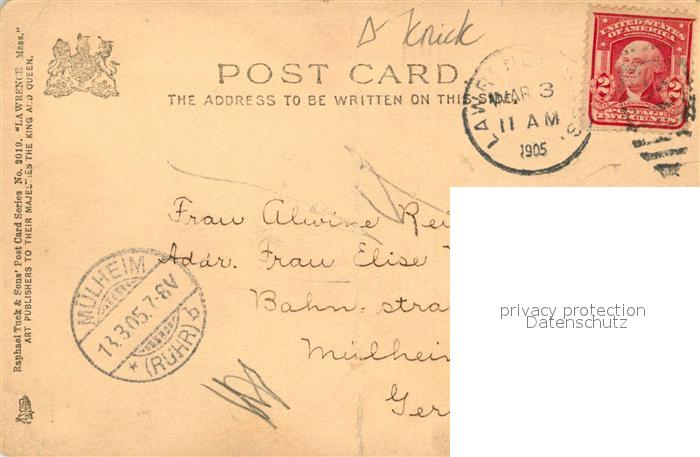 POST CARD.
THE ADDRESS TO BE WRITTEN ON THIS SIDE.
Raphael Tuck & Sons' Post Card Series No. 2019. "LAWRENCE Mass."
ART PUBLISHERS TO THEIR MAJESTIES THE KING AND QUEEN.
Knick
MAR 3
11 AM
1905
UNITED STATES
OF AMERICA
2 2
TWO CENTS
Frau Alwine Rei
Addr. Frau Elise
Bahn-stra
Mülhei
Ger
MÜLHEIM
13.3.05.7-8V
* (RUHR) b
privacy protection
Datenschutz